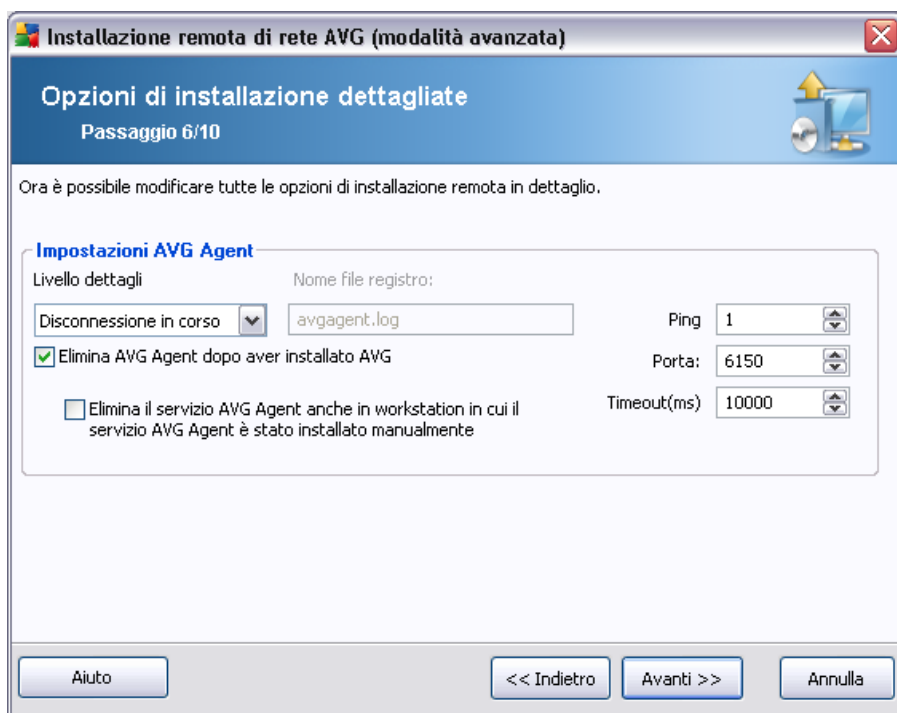 Installazione remota di rete AVG (modalità avanzata)
Opzioni di installazione dettagliate
Passaggio 6/10
Ora è possibile modificare tutte le opzioni di installazione remota in dettaglio.
Impostazioni AVG Agent
Livello dettagli
Nome file registro:
Disconnessione in corso
avgagent.log
Ping
1
Elimina AVG Agent dopo aver installato AVG
Porta:
6150
Elimina il servizio AVG Agent anche in workstation in cui il
servizio AVG Agent è stato installato manualmente
Timeout(ms)
10000
Aiuto
<< Indietro
Avanti >>
Annulla